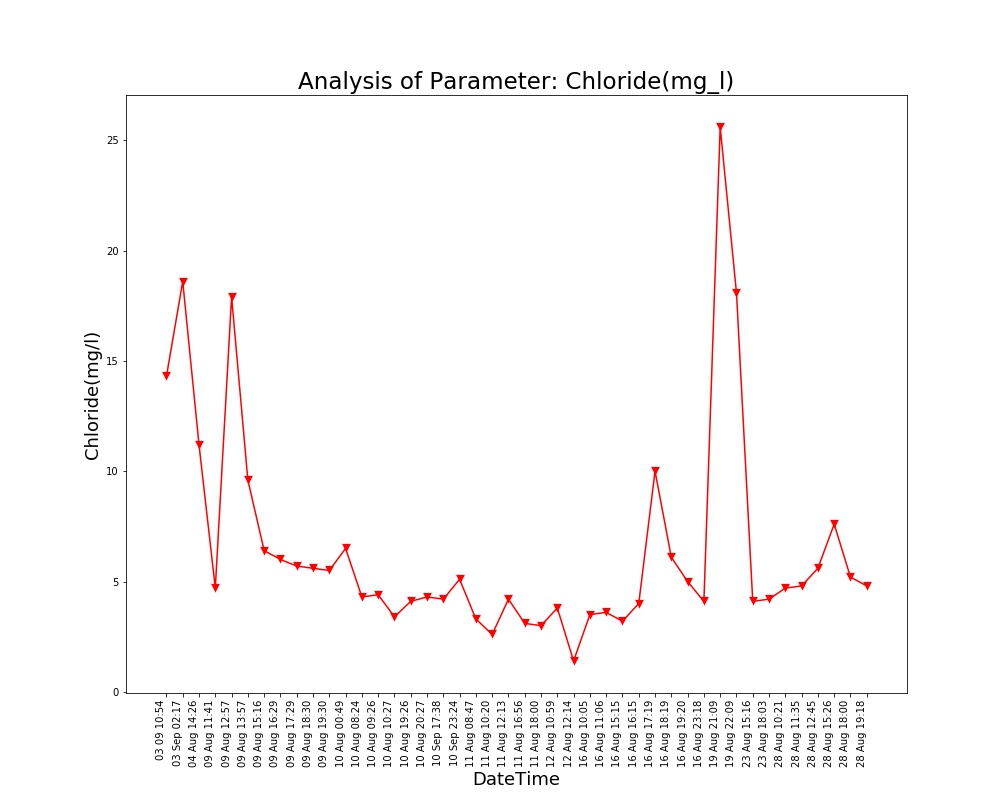 Analysis of Parameter: Chloride(mg_l)
Chloride(mg/l)
25
20
15
10
5
0
03 09 10:54
03 Sep 02:17
04 Aug 14:26
09 Aug 11:41
09 Aug 12:57
09 Aug 13:57
09 Aug 15:16
09 Aug 16:29
09 Aug 17:29
09 Aug 18:30
09 Aug 19:30
10 Aug 00:49
10 Aug 08:24
10 Aug 09:26
10 Aug 10:27
10 Aug 19:26
10 Aug 20:27
10 Sep 17:38
10 Sep 23:24
11 Aug 08:47
11 Aug 10:20
11 Aug 12:13
11 Aug 16:56
11 Aug 18:00
12 Aug 10:59
12 Aug 12:14
16 Aug 10:05
16 Aug 11:06
16 Aug 15:15
16 Aug 16:15
16 Aug 17:19
16 Aug 18:19
16 Aug 19:20
16 Aug 23:18
19 Aug 21:09
19 Aug 22:09
23 Aug 15:16
23 Aug 18:03
28 Aug 10:21
28 Aug 11:35
28 Aug 12:45
28 Aug 15:26
28 Aug 18:00
28 Aug 19:18
DateTime